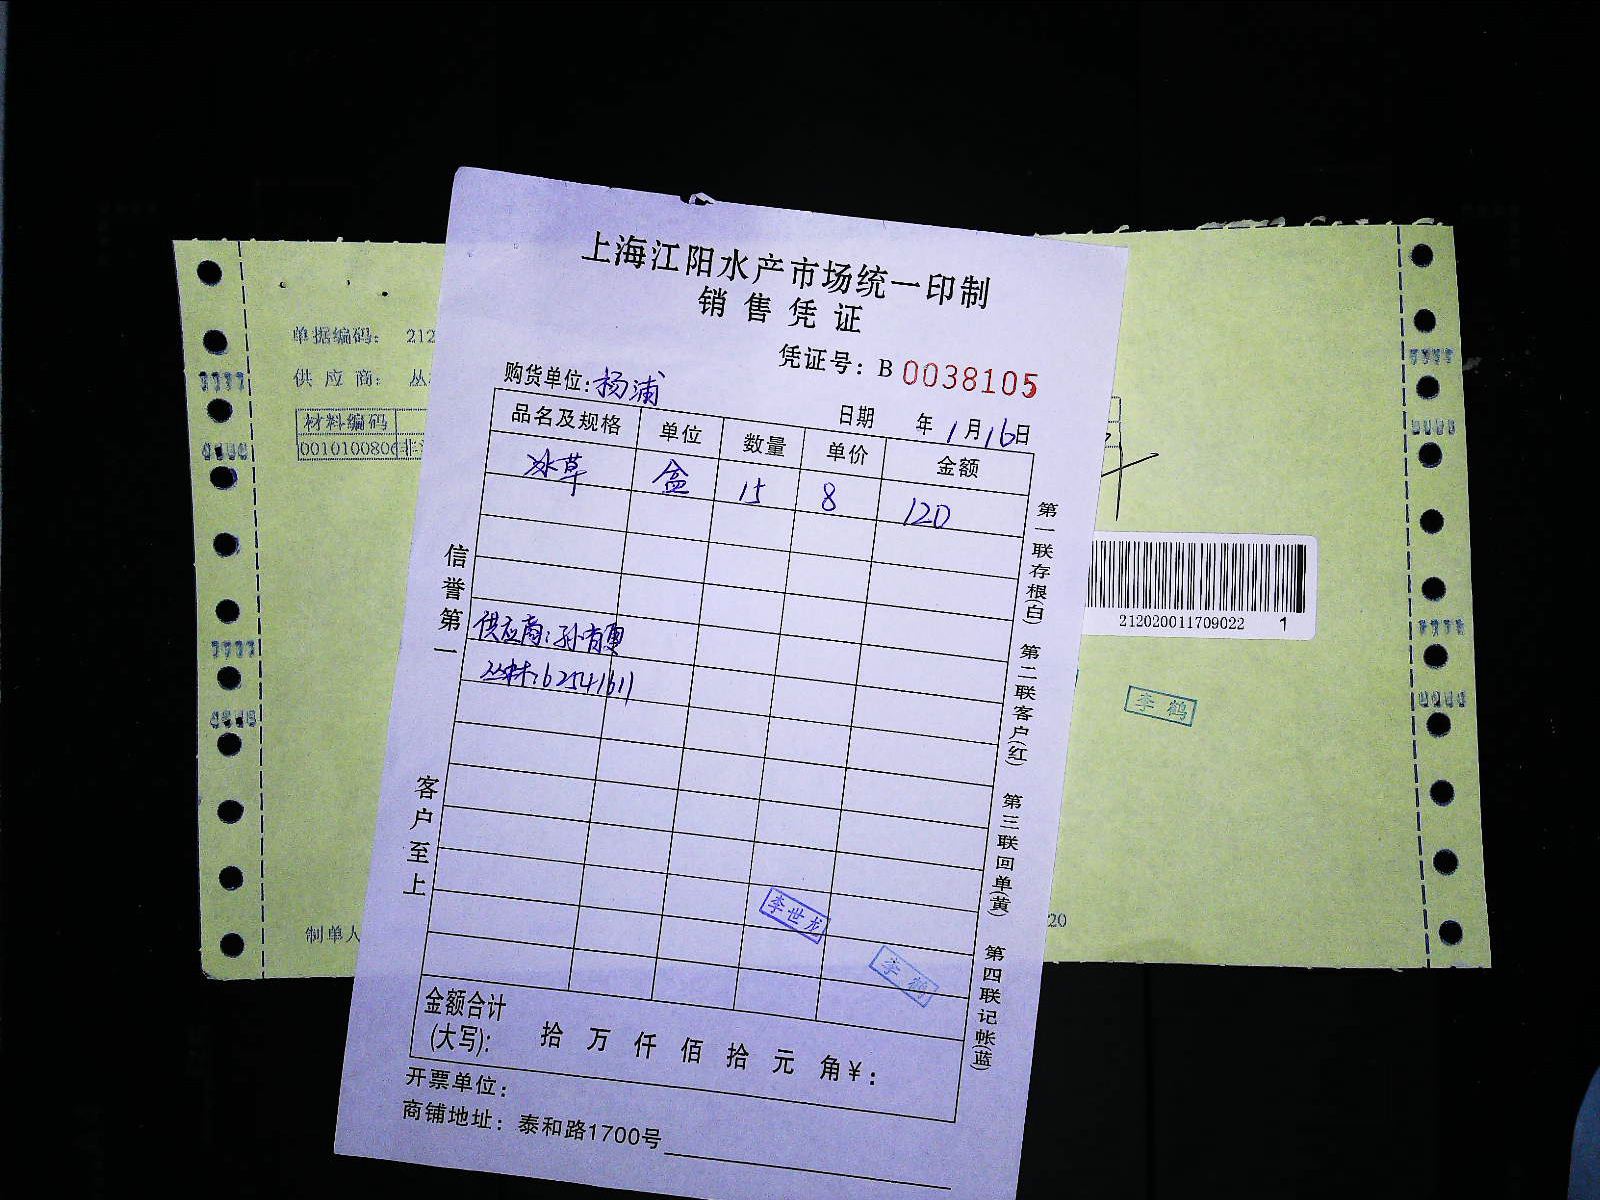 上海江阳水产市场统一印制
销售凭证
凭证号：B 0038105
购货单位:杨浦
日期 年1月16日
品名及规格 单位 数量 单价 金额
冰草 盒 15 8 120
供应商:孙育
丛林:62541611
李世龙
李鹤
金额合计
(大写): 拾 万 仟 佰 拾 元 角 ¥:
开票单位:
商铺地址: 泰和路1700号
信誉第一
客户至上
第一联存根(白)
第二联客户(红)
第三联回单(黄)
第四联记帐(蓝)
单据编码: 212
供应商: 丛
材料编码
0010100806
制单人
212020011709022 1
李鹤
20